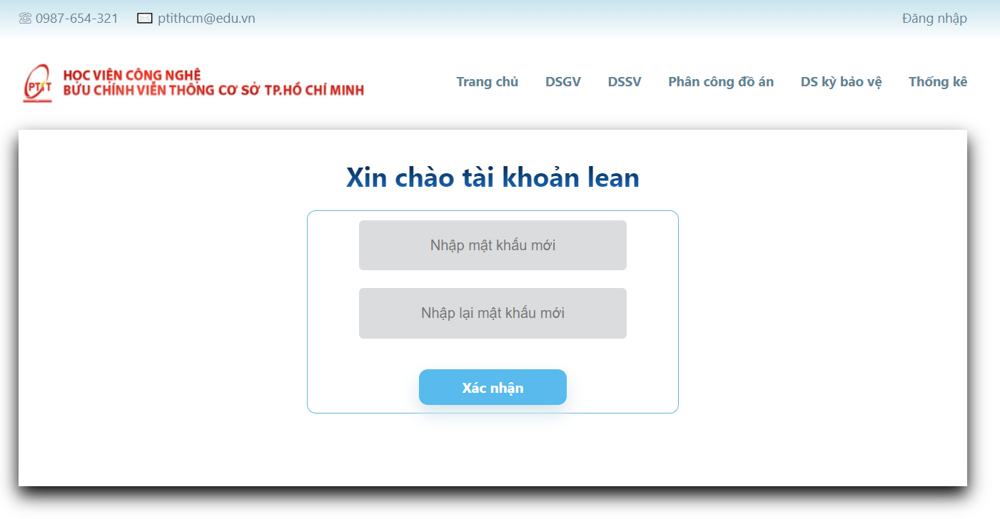 0987-654-321 ptithcm@edu.vn Đăng nhập
PTIT
HỌC VIỆN CÔNG NGHỆ
BƯU CHÍNH VIỄN THÔNG CƠ SỞ TP.HỒ CHÍ MINH
Trang chủ DSGV DSSV Phân công đồ án DS kỳ bảo vệ Thống kê
Xin chào tài khoản lean
Nhập mật khẩu mới
Nhập lại mật khẩu mới
Xác nhận